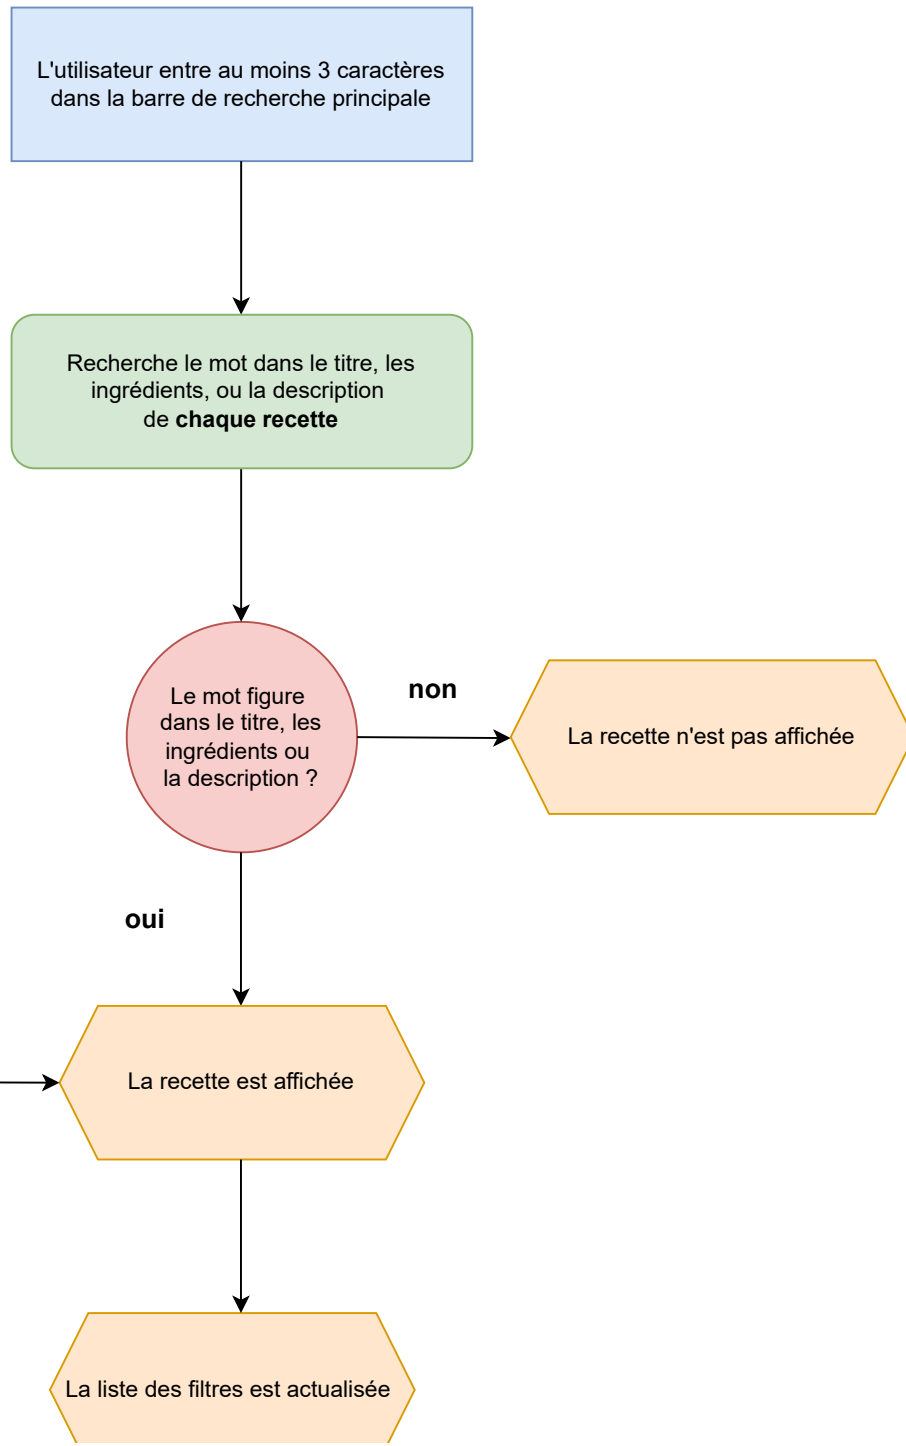 L'utilisateur entre au moins 3 caractères
dans la barre de recherche principale
Recherche le mot dans le titre, les
ingrédients, ou la description
de chaque recette
Le mot figure
dans le titre, les
ingrédients ou
la description ?
non
La recette n'est pas affichée
oui
La recette est affichée
La liste des filtres est actualisée